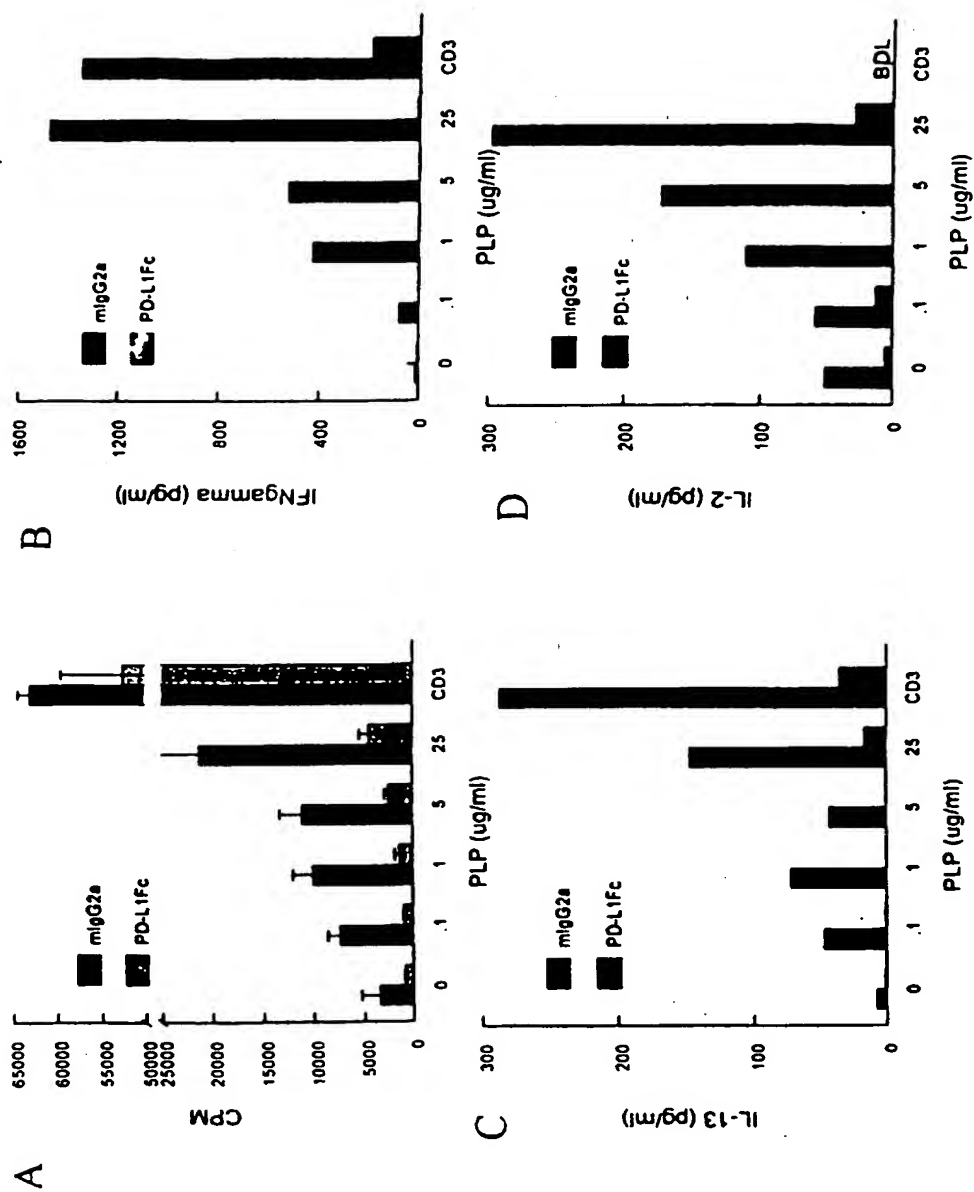 A
CPM
65000
60000
55000
50000
25000
20000
15000
10000
5000
0
mIgG2a
PD-L1Fc
0 .1 1 5 25 CD3
PLP (ug/ml)
B
IFNgamma (pg/ml)
1600
1200
800
400
0
mIgG2a
PD-L1Fc
0 .1 1 5 25 CD3
PLP (ug/ml)
C
IL-13 (pg/ml)
300
200
100
0
mIgG2a
PD-L1Fc
0 .1 1 5 25 CD3
PLP (ug/ml)
D
IL-2 (pg/ml)
300
200
100
0
mIgG2a
PD-L1Fc
BDL
0 .1 1 5 25 CD3
PLP (ug/ml)